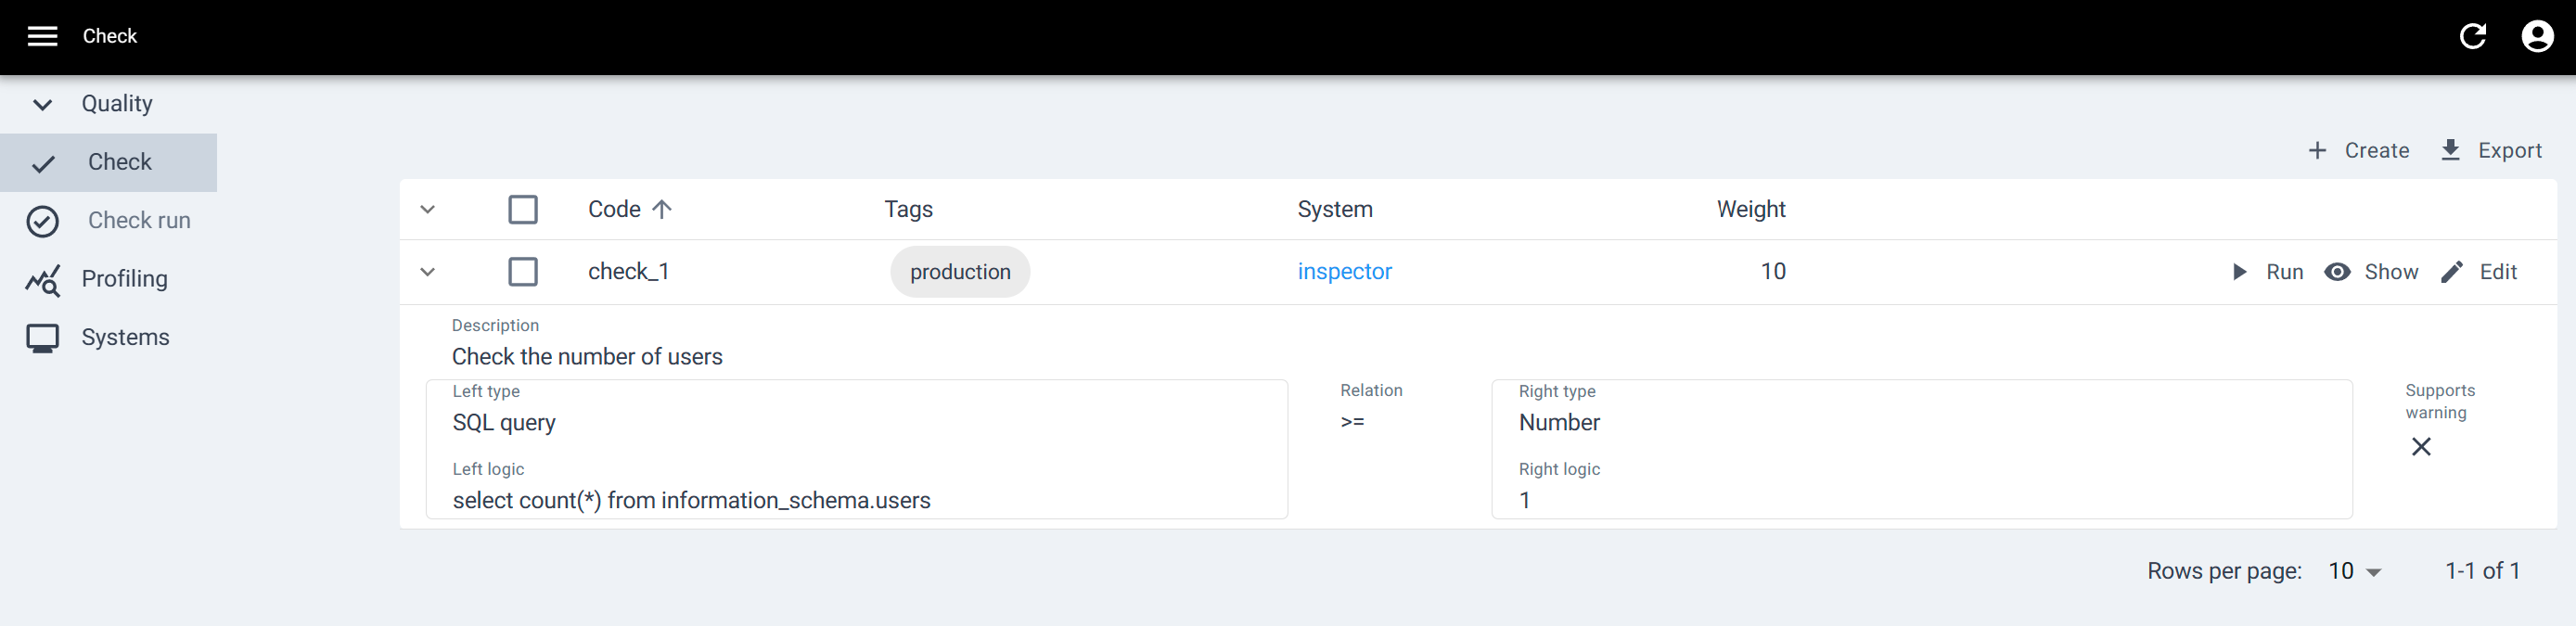 Check
Quality
Check
Check run
Profiling
Systems
Create Export
Code Tags System Weight
check_1 production inspector 10 Run Show Edit
Description
Check the number of users
Left type
SQL query
Left logic
select count(*) from information_schema.users
Relation
>=
Right type
Number
Right logic
1
Supports
warning
Rows per page: 10 1-1 of 1